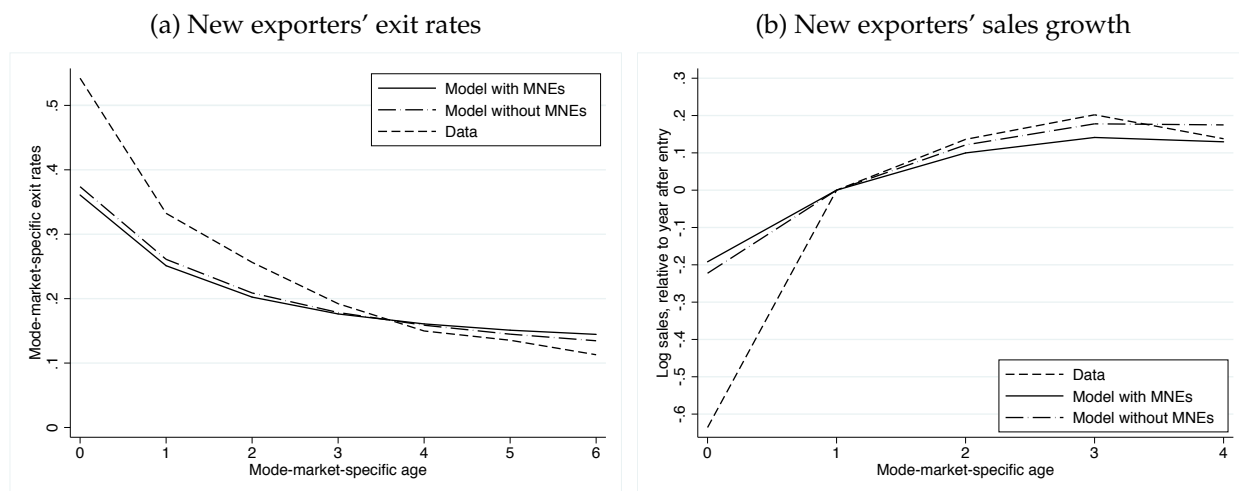 (a) New exporters' exit rates
Mode-market-specific exit rates
.5
.4
.3
.2
.1
0
0 1 2 3 4 5 6
Mode-market-specific age
Model with MNEs
Model without MNEs
Data
(b) New exporters' sales growth
Log sales, relative to year after entry
.3
.2
.1
0
-.1
-.2
-.3
-.4
-.5
-.6
0 1 2 3 4
Mode-market-specific age
Data
Model with MNEs
Model without MNEs